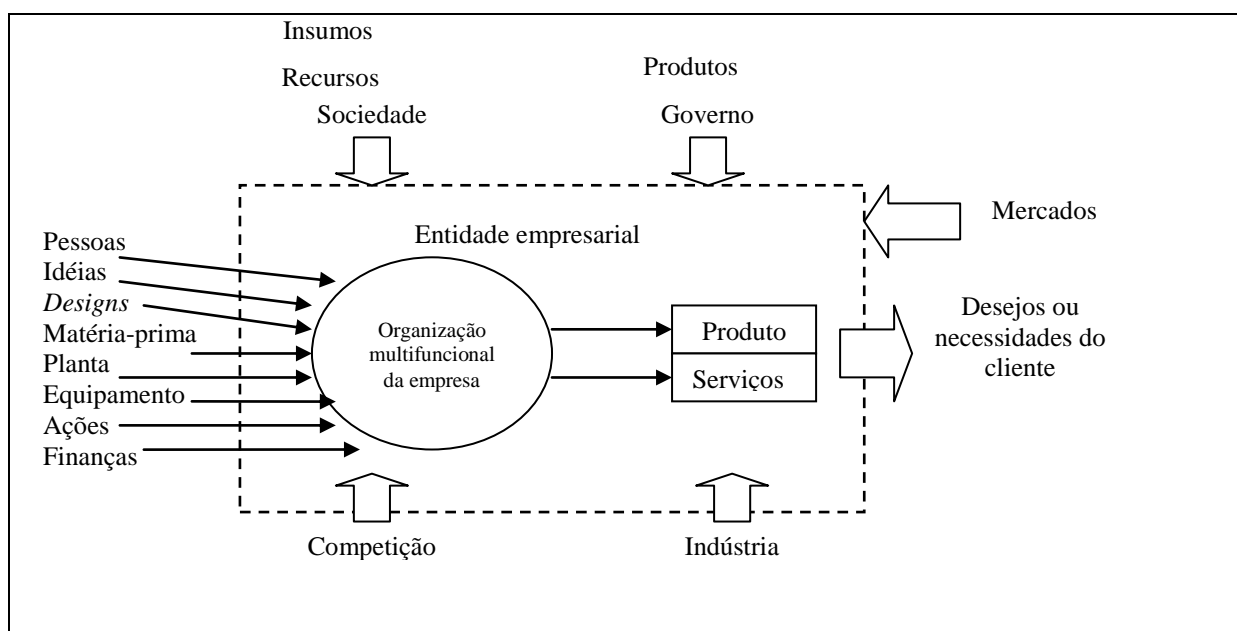 Insumos
Recursos
Sociedade
Produtos
Governo
Mercados
Entidade empresarial
Pessoas
Idéias
Designs
Matéria-prima
Planta
Equipamento
Ações
Finanças
Organização
multifuncional
da empresa
Produto
Serviços
Desejos ou
necessidades do
cliente
Competição
Indústria